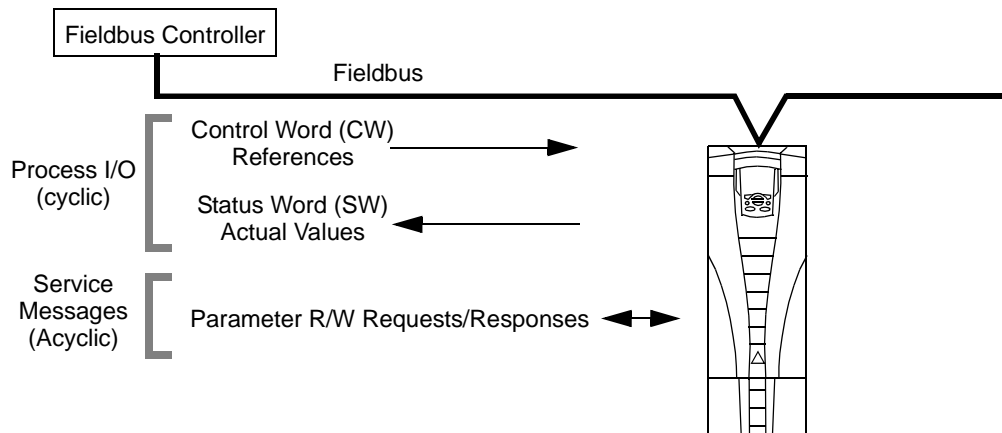 Fieldbus Controller
Fieldbus
Control Word (CW)
References
Process I/O
(cyclic)
Status Word (SW)
Actual Values
Service
Messages
(Acyclic)
Parameter R/W Requests/Responses